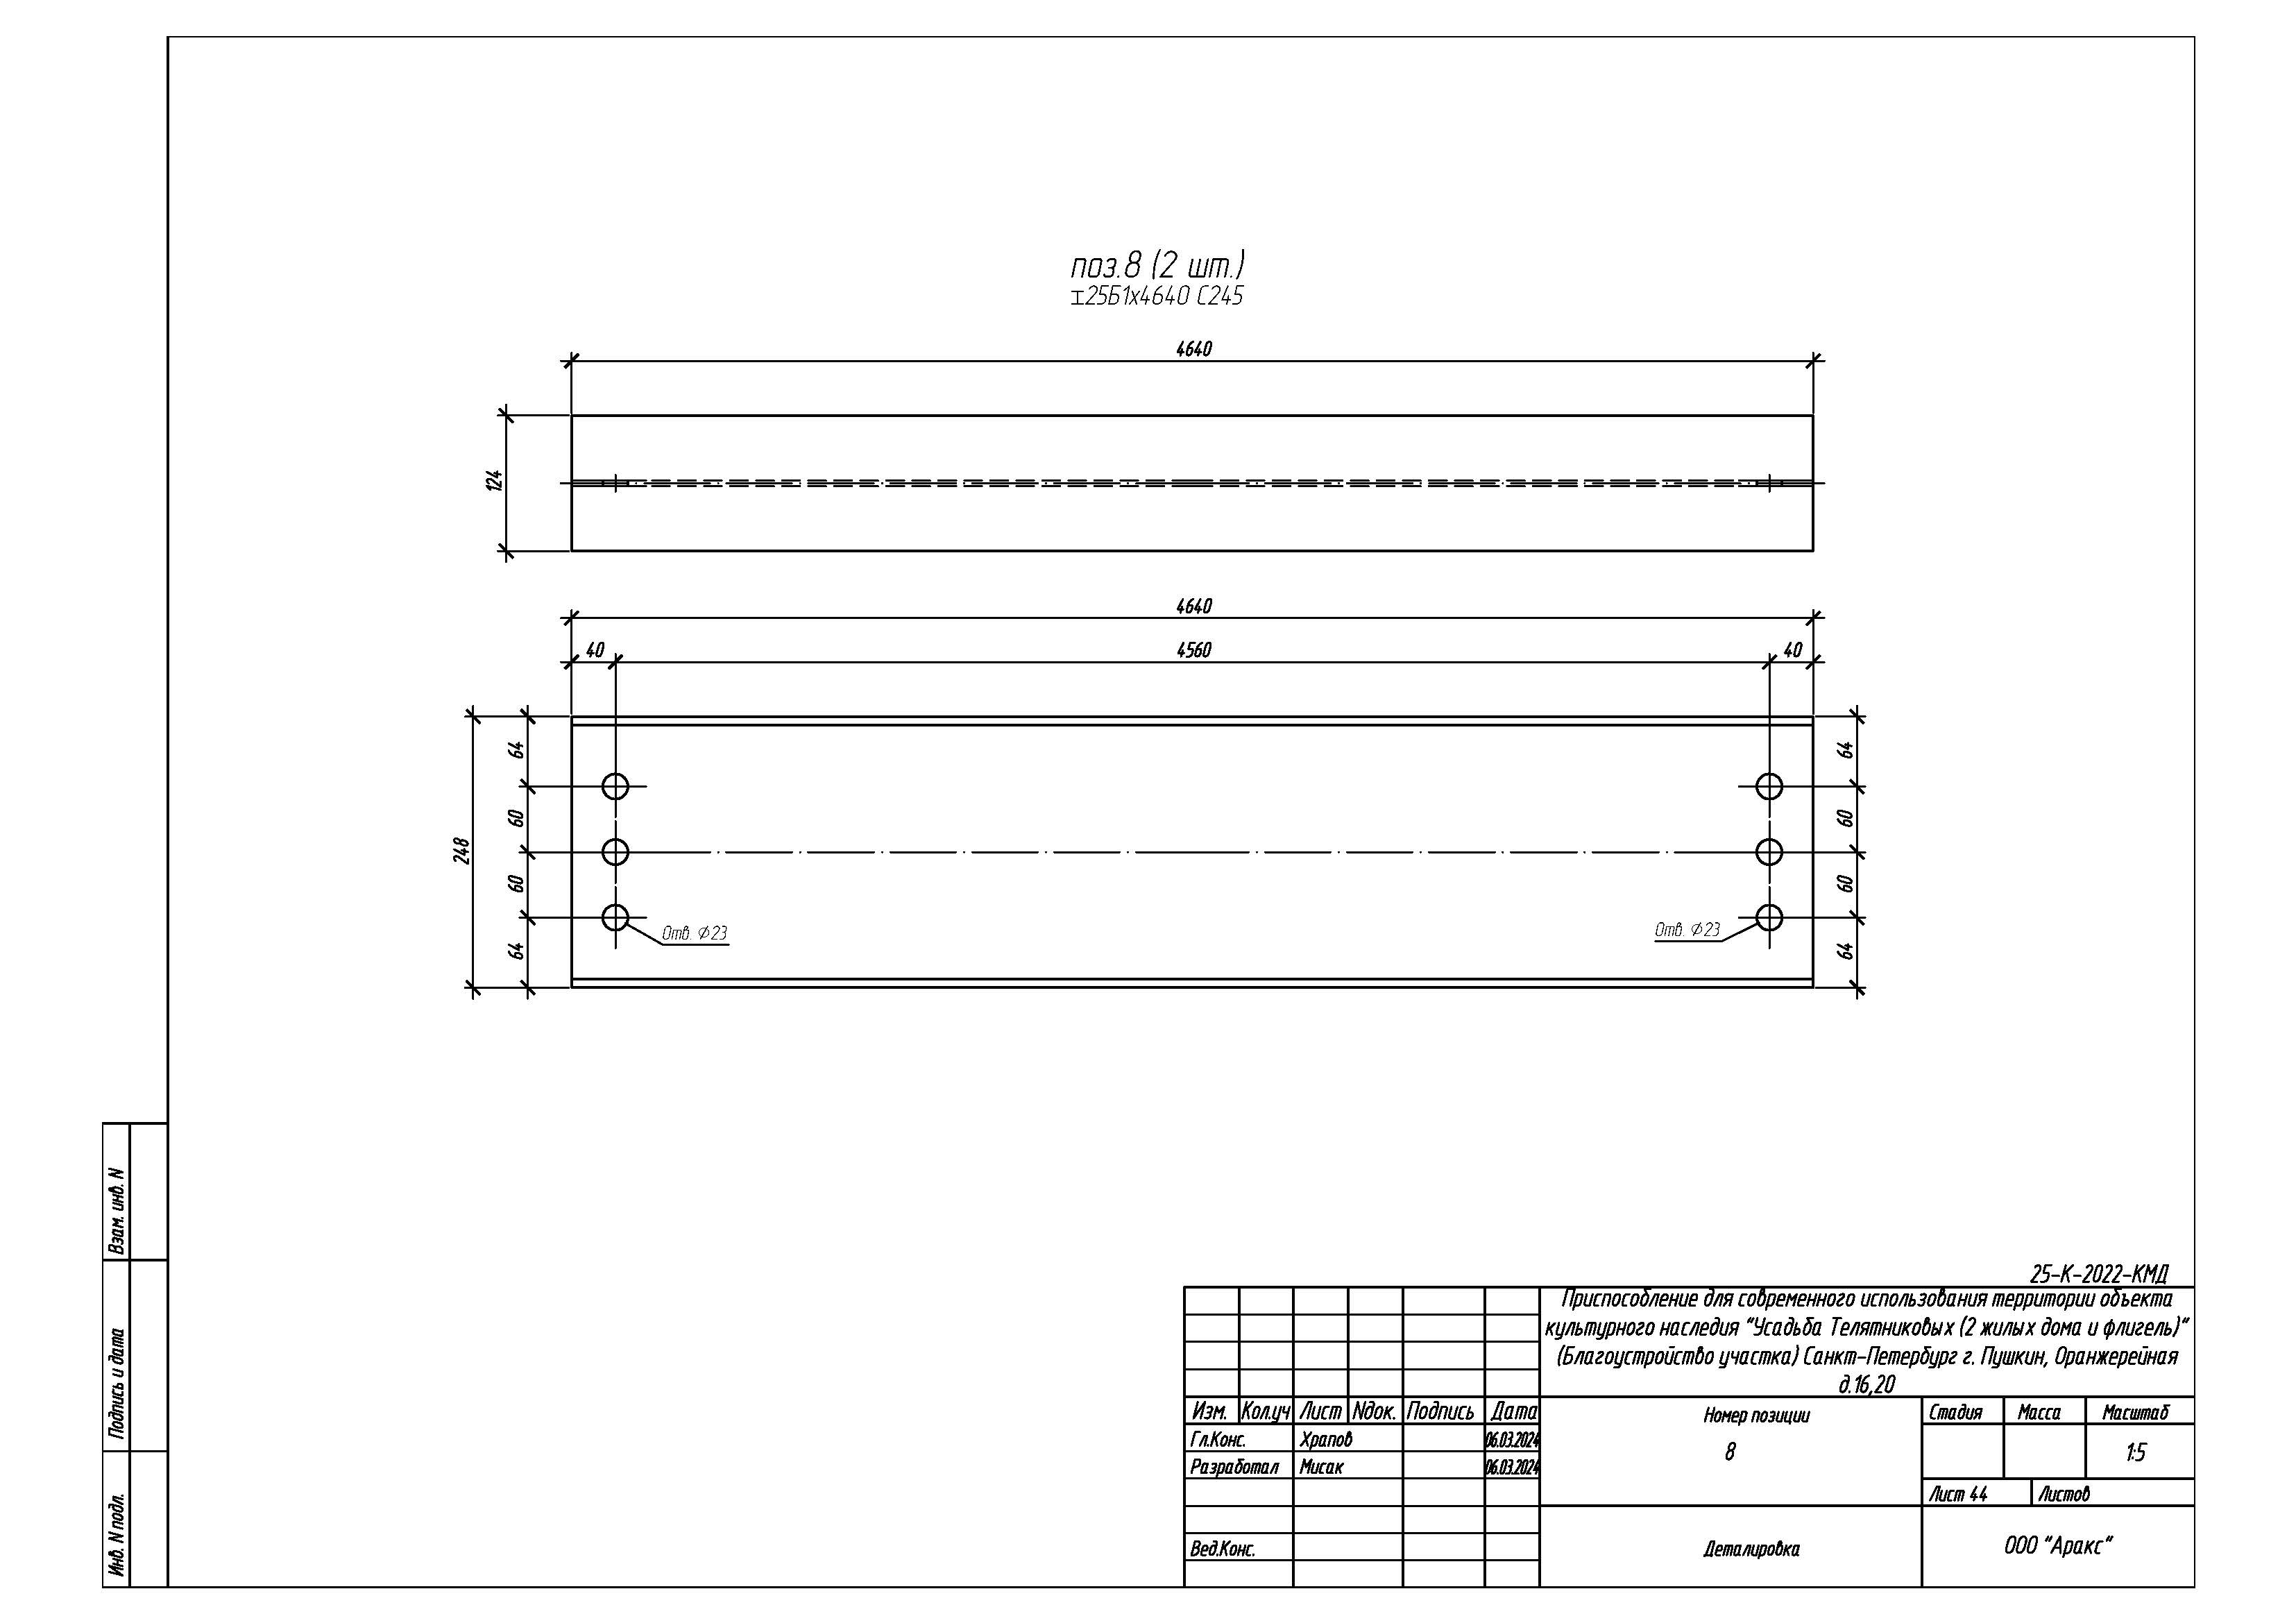 поз.8 (2 шт.)
⌶25Б1х4640 С245
4640
124
4640
40
4560
40
64
64
60
60
248
60
60
64
64
Отв. ⌀23
Отв. ⌀23
Взам. инв. N
Подпись и дата
Инв. N подл.
25-К-2022-КМД
Приспособление для современного использования территории объекта
культурного наследия "Усадьба Телятниковых (2 жилых дома и флигель)"
(Благоустройство участка) Санкт-Петербург г. Пушкин, Оранжерейная
д.16,20
Изм. Кол.уч Лист Nдок. Подпись Дата
Номер позиции
Стадия Масса Масштаб
Гл.Конс. Храпов 06.03.2024
8
1:5
Разработал Мисак 06.03.2024
Лист 44 Листов
Вед.Конс.
Деталировка
ООО "Аракс"